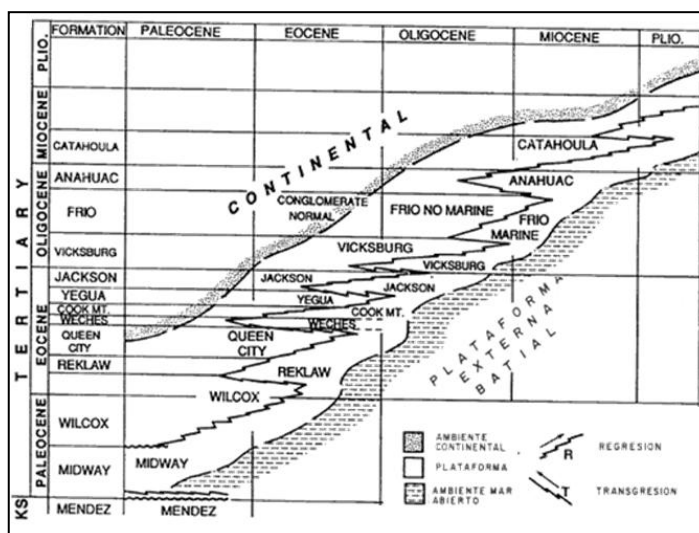 FORMATION
PALEOCENE
EOCENE
OLIGOCENE
MIOCENE
PLIO.
TERTIARY
PLIO.
MIOCENE
OLIGOCENE
EOCENE
PALEOCENE
KS
CATAHOULA
ANAHUAC
FRIO
VICKSBURG
JACKSON
YEGUA
COOK MT.
WECHES
QUEEN
CITY
REKLAW
WILCOX
MIDWAY
MENDEZ
CONTINENTAL
CONGLOMERATE
NORMAL
CATAHOULA
ANAHUAC
FRIO NO MARINE
FRIO
MARINE
VICKSBURG
VICKSBURG
JACKSON
JACKSON
YEGUA
COOK MT.
WECHES
QUEEN
CITY
REKLAW
WILCOX
MIDWAY
MENDEZ
PLATAFORMA
EXTERNA
BATIAL
AMBIENTE
CONTINENTAL
PLATAFORMA
AMBIENTE MAR
ABIERTO
R
REGRESION
T
TRANSGRESION